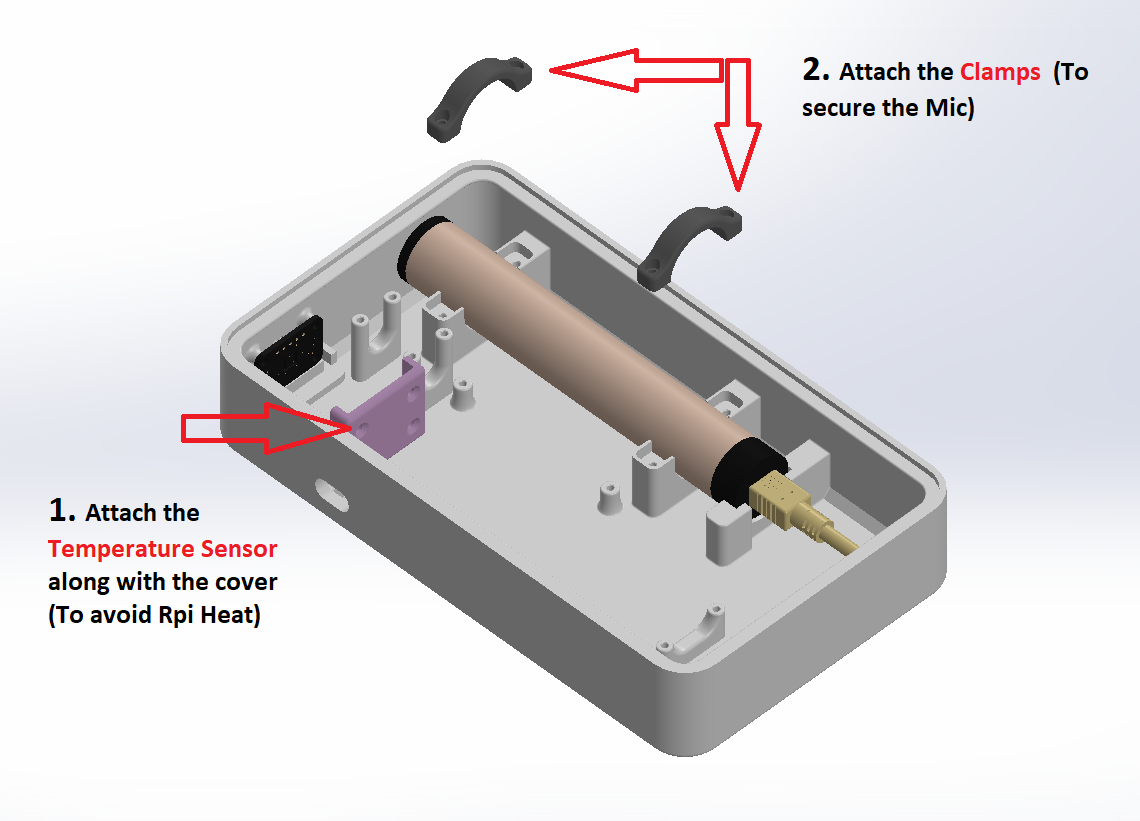 2. Attach the Clamps (To
secure the Mic)
1. Attach the
Temperature Sensor
along with the cover
(To avoid Rpi Heat)